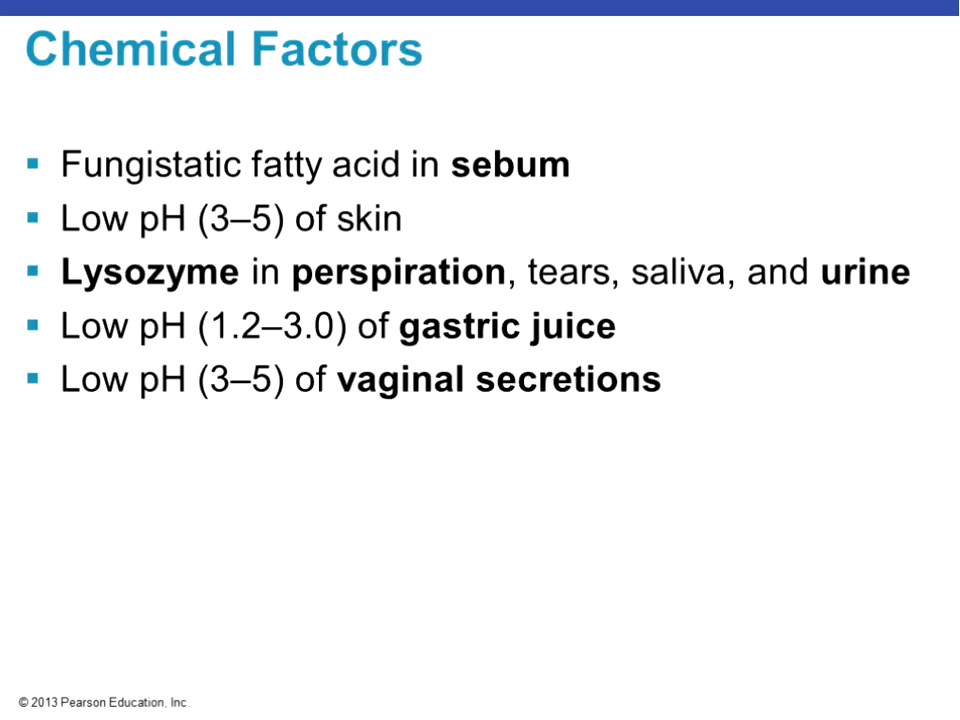 Chemical Factors
▪ Fungistatic fatty acid in sebum
▪ Low pH (3–5) of skin
▪ Lysozyme in perspiration, tears, saliva, and urine
▪ Low pH (1.2–3.0) of gastric juice
▪ Low pH (3–5) of vaginal secretions
© 2013 Pearson Education, Inc.